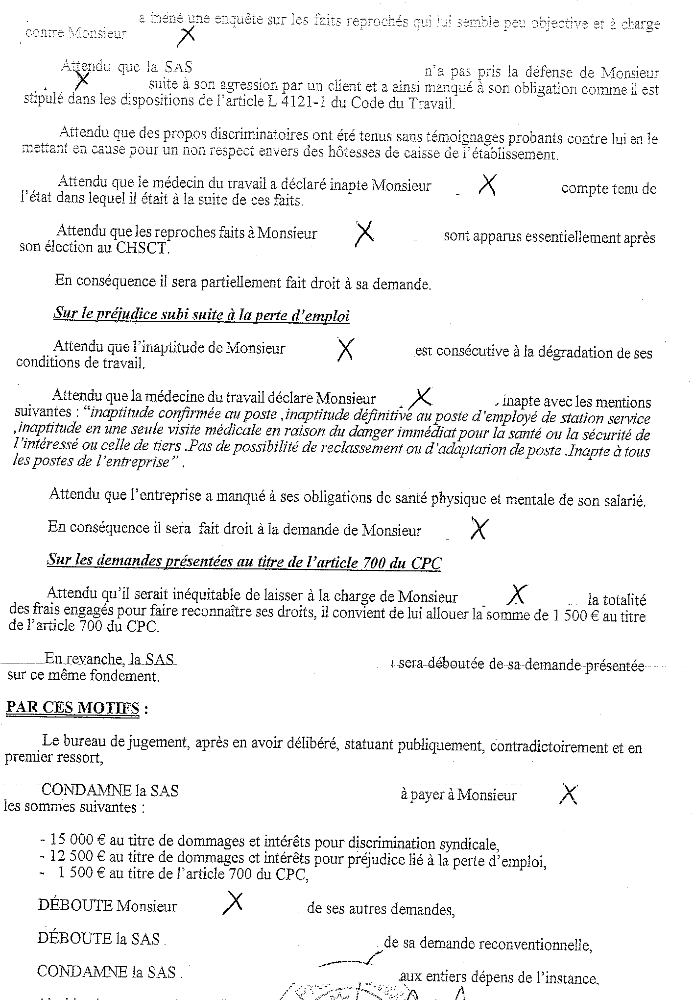 a mené une enquête sur les faits reprochés qui lui semble peu objective et à charge
contre Monsieur X
Attendu que la SAS n'a pas pris la défense de Monsieur
X suite à son agression par un client et a ainsi manqué à son obligation comme il est
stipulé dans les dispositions de l'article L 4121-1 du Code du Travail.
Attendu que des propos discriminatoires ont été tenus sans témoignages probants contre lui en le
mettant en cause pour un non respect envers des hôtesses de caisse de l'établissement.
Attendu que le médecin du travail a déclaré inapte Monsieur X compte tenu de
l'état dans lequel il était à la suite de ces faits.
Attendu que les reproches faits à Monsieur X sont apparus essentiellement après
son élection au CHSCT.
En conséquence il sera partiellement fait droit à sa demande.
Sur le préjudice subi suite à la perte d'emploi
Attendu que l'inaptitude de Monsieur X est consécutive à la dégradation de ses
conditions de travail.
Attendu que la médecine du travail déclare Monsieur X inapte avec les mentions
suivantes : “inaptitude confirmée au poste ,inaptitude définitive au poste d'employé de station service
,inaptitude en une seule visite médicale en raison du danger immédiat pour la santé ou la sécurité de
l'intéressé ou celle de tiers .Pas de possibilité de reclassement ou d'adaptation de poste .Inapte à tous
les postes de l'entreprise” .
Attendu que l'entreprise a manqué à ses obligations de santé physique et mentale de son salarié.
En conséquence il sera fait droit à la demande de Monsieur X
Sur les demandes présentées au titre de l'article 700 du CPC
Attendu qu'il serait inéquitable de laisser à la charge de Monsieur X la totalité
des frais engagés pour faire reconnaître ses droits, il convient de lui allouer la somme de 1 500 € au titre
de l'article 700 du CPC.
En revanche, la SAS sera déboutée de sa demande présentée
sur ce même fondement.
PAR CES MOTIFS :
Le bureau de jugement, après en avoir délibéré, statuant publiquement, contradictoirement et en
premier ressort,
CONDAMNE la SAS à payer à Monsieur X
les sommes suivantes :
- 15 000 € au titre de dommages et intérêts pour discrimination syndicale,
- 12 500 € au titre de dommages et intérêts pour préjudice lié à la perte d'emploi,
- 1 500 € au titre de l'article 700 du CPC,
DÉBOUTE Monsieur X de ses autres demandes,
DÉBOUTE la SAS de sa demande reconventionnelle,
CONDAMNE la SAS aux entiers dépens de l'instance.